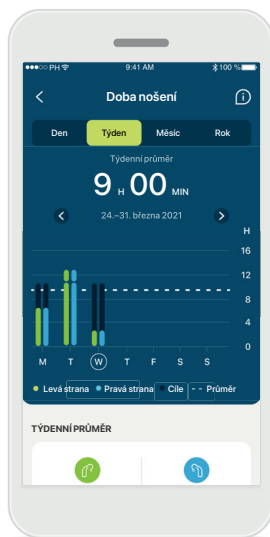 PH 9:41 AM 100 %
Doba nošení
Den Týden Měsíc Rok
Týdenní průměr
9 H 00 MIN
24.–31. března 2021
H
16
12
8
4
0
M T W T F S S
Levá strana Pravá strana Cíle - - Průměr
TÝDENNÍ PRŮMĚR